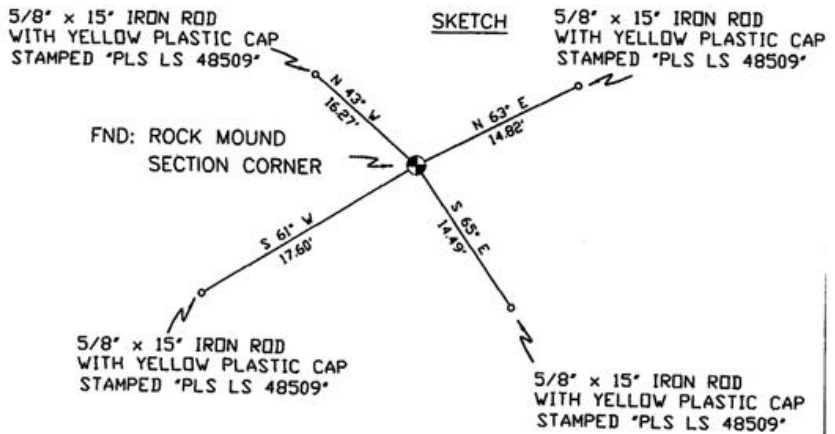 SKETCH
5/8" x 15" IRON ROD
WITH YELLOW PLASTIC CAP
STAMPED "PLS LS 48509"
5/8" x 15" IRON ROD
WITH YELLOW PLASTIC CAP
STAMPED "PLS LS 48509"
N 43° W
16.27'
N 63° E
14.82'
FND: ROCK MOUND
SECTION CORNER
S 61° W
17.60'
S 65° E
14.49'
5/8" x 15" IRON ROD
WITH YELLOW PLASTIC CAP
STAMPED "PLS LS 48509"
5/8" x 15" IRON ROD
WITH YELLOW PLASTIC CAP
STAMPED "PLS LS 48509"